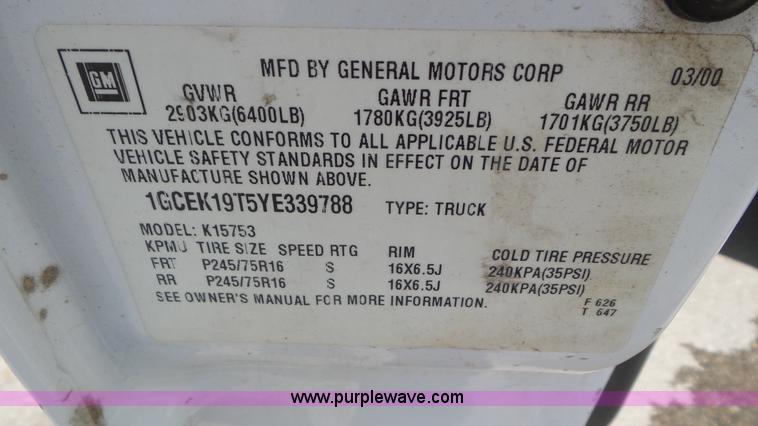 GM
MFD BY GENERAL MOTORS CORP 03/00
GVWR GAWR FRT GAWR RR
2903KG(6400LB) 1780KG(3925LB) 1701KG(3750LB)
THIS VEHICLE CONFORMS TO ALL APPLICABLE U.S. FEDERAL MOTOR
VEHICLE SAFETY STANDARDS IN EFFECT ON THE DATE OF
MANUFACTURE SHOWN ABOVE.
1GCEK19T5YE339788 TYPE: TRUCK
MODEL: K15753
KPMU TIRE SIZE SPEED RTG RIM COLD TIRE PRESSURE
FRT P245/75R16 S 16X6.5J 240KPA(35PSI)
RR P245/75R16 S 16X6.5J 240KPA(35PSI)
SEE OWNER'S MANUAL FOR MORE INFORMATION. F 626
T 647
www.purplewave.com